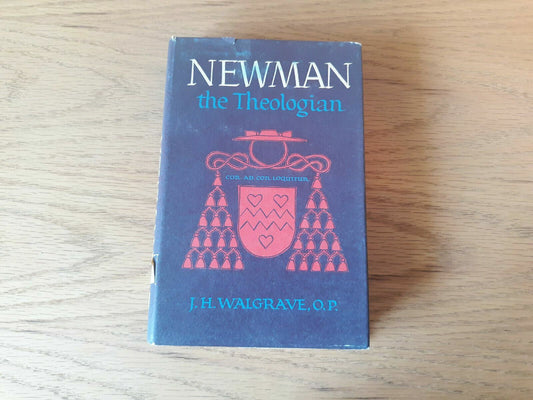 NEWMAN
the Theologian
COR AD COR LOQUITUR
J. H. WALGRAVE, O. P.